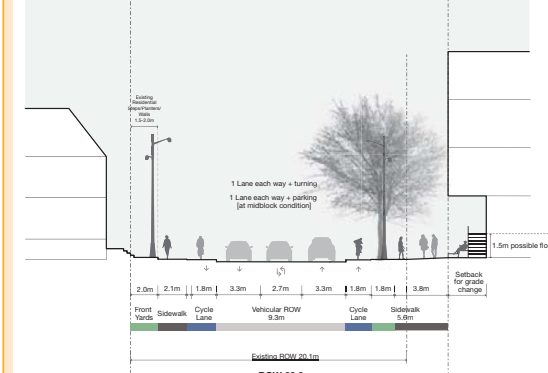 Existing
Residential
Steps/Planters/
Walls
1.5-2.0m
1 Lane each way + turning
1 Lane each way + parking
[at midblock condition]
1.5m possible flo
Setback
for grade
change
2.0m 2.1m 1.8m 3.3m 2.7m 3.3m 1.8m 1.8m 3.8m
Front
Yards
Sidewalk
Cycle
Lane
Vehicular ROW
9.3m
Cycle
Lane
Sidewalk
5.6m
Existing ROW 20.1m